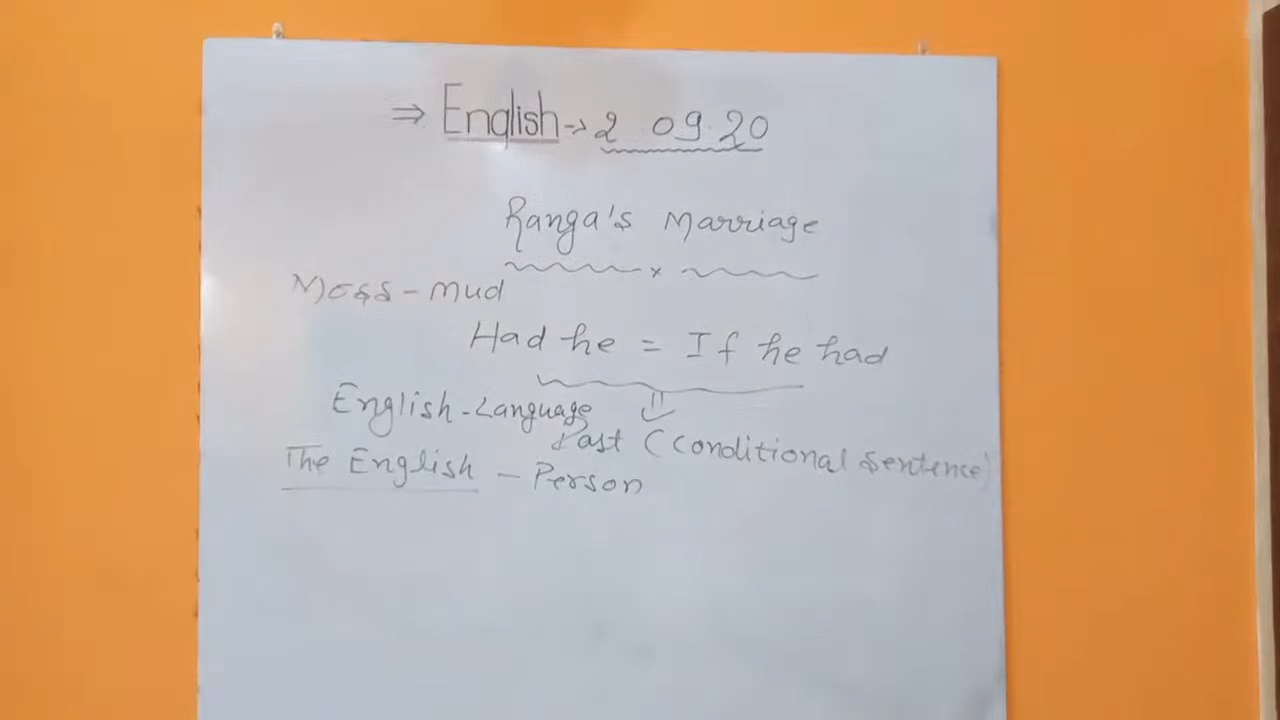 ⇒ English → 2 09.20
Ranga's Marriage
Moss - mud
Had he = If he had
English - Language
Past (Conditional Sentence)
The English - Person